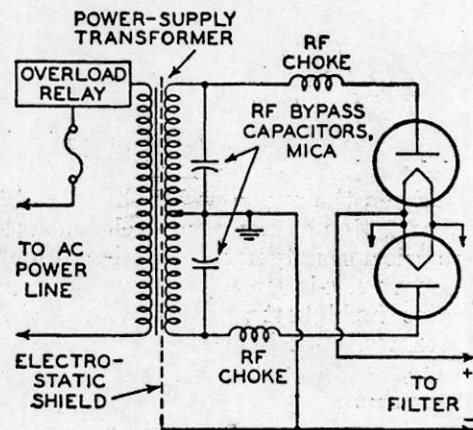 POWER-SUPPLY
TRANSFORMER
OVERLOAD
RELAY
RF
CHOKE
RF BYPASS
CAPACITORS,
MICA
TO AC
POWER
LINE
ELECTRO-
STATIC
SHIELD
RF
CHOKE
+
TO
FILTER
−